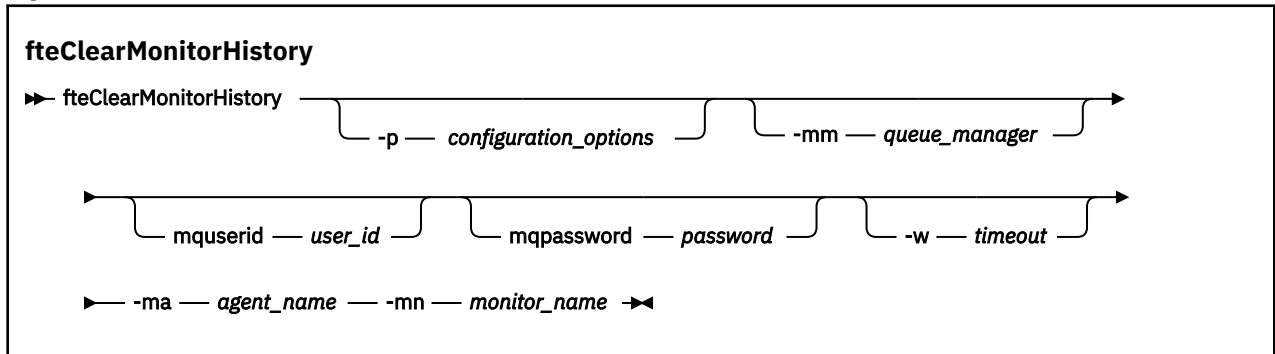 fteClearMonitorHistory
fteClearMonitorHistory
-p configuration_options -mm queue_manager
mquserid user_id mqpassword password -w timeout
-ma agent_name -mn monitor_name